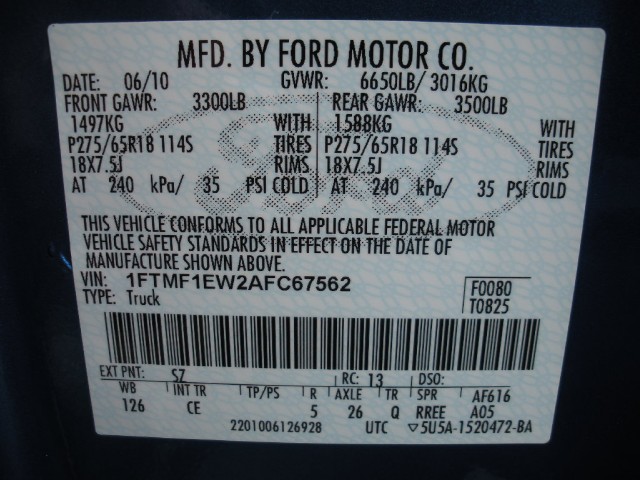 MFD. BY FORD MOTOR CO.
DATE: 06/10 GVWR: 6650LB/ 3016KG
FRONT GAWR: 3300LB REAR GAWR: 3500LB
1497KG WITH 1588KG WITH
P275/65R18 114S TIRES P275/65R18 114S TIRES
18X7.5J RIMS 18X7.5J RIMS
AT 240 kPa/ 35 PSI COLD AT 240 kPa/ 35 PSI COLD
Ford
THIS VEHICLE CONFORMS TO ALL APPLICABLE FEDERAL MOTOR
VEHICLE SAFETY STANDARDS IN EFFECT ON THE DATE OF
MANUFACTURE SHOWN ABOVE.
VIN: 1FTMF1EW2AFC67562 F0080
TYPE: Truck T0825
EXT PNT: SZ RC: 13 DSO:
WB INT TR TP/PS R AXLE TR SPR AF616
126 CE 5 26 Q RREE A05
2201006126928 UTC ▽5U5A-1520472-BA